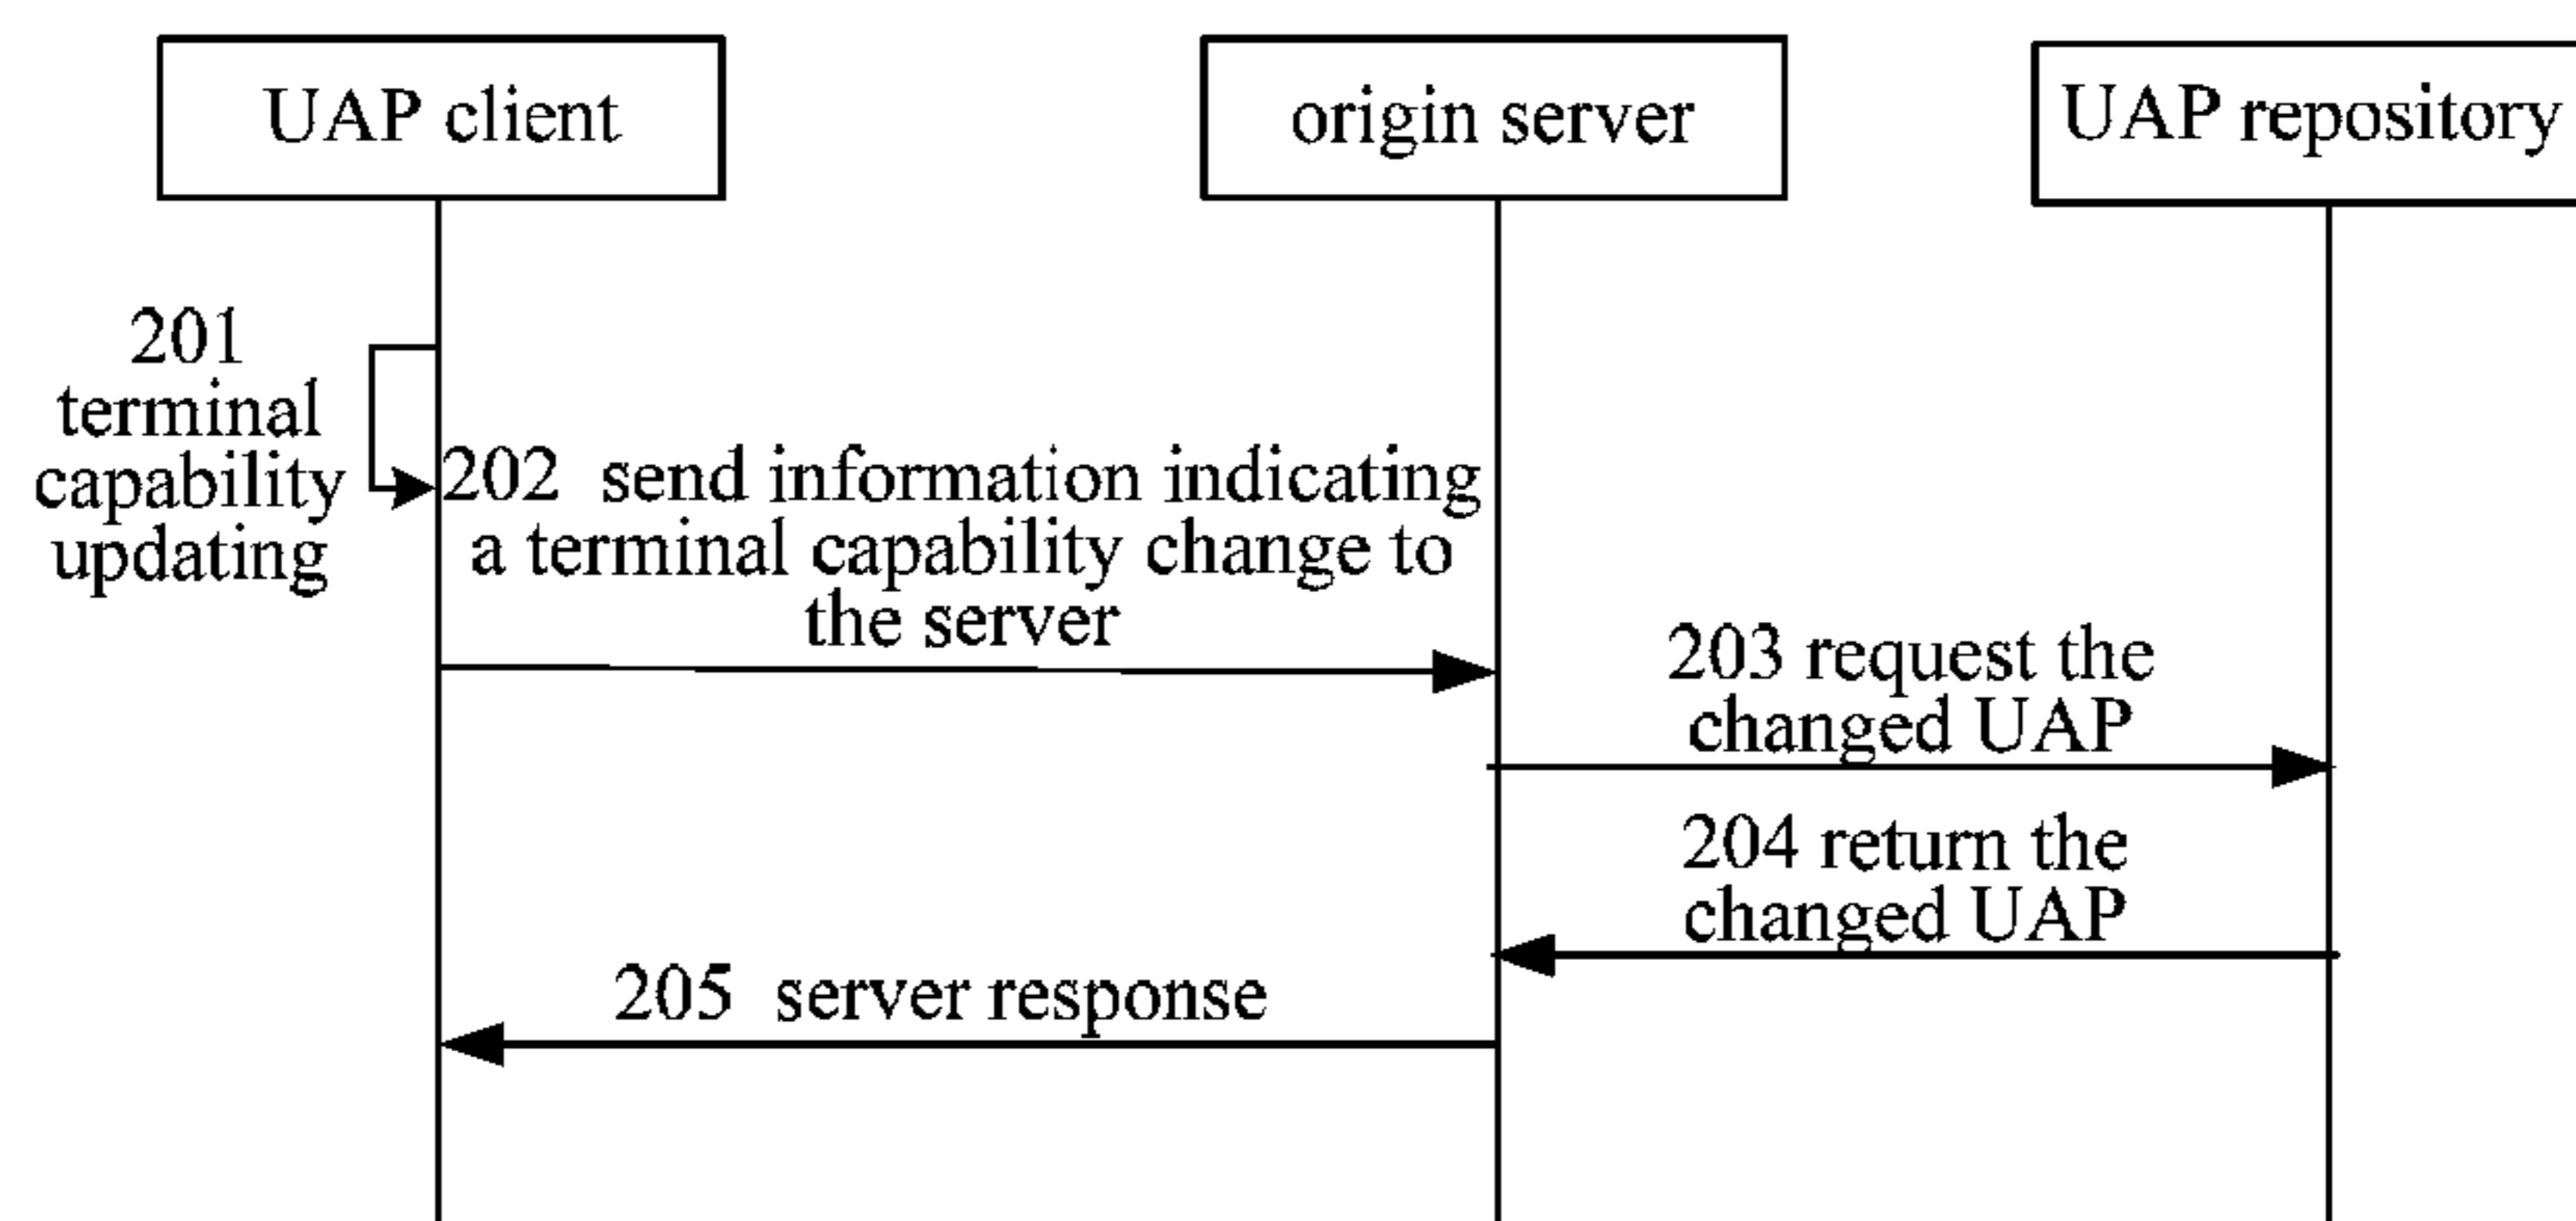 UAP client
origin server
UAP repository
201
terminal
capability
updating
202 send information indicating
a terminal capability change to
the server
203 request the
changed UAP
204 return the
changed UAP
205 server response